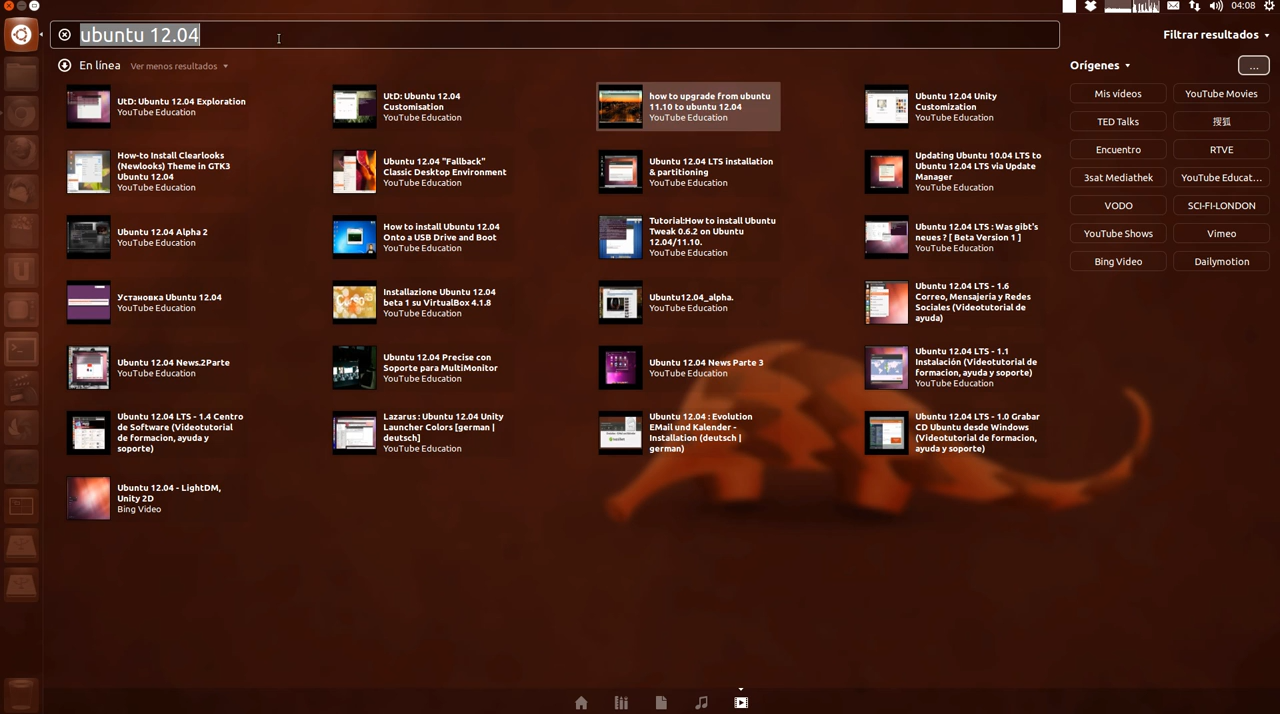 04:08
ubuntu 12.04
Filtrar resultados
En línea
Ver menos resultados
Orígenes
...
UtD: Ubuntu 12.04 Exploration
YouTube Education
UtD: Ubuntu 12.04
Customisation
YouTube Education
how to upgrade from ubuntu
11.10 to ubuntu 12.04
YouTube Education
Ubuntu 12.04 Unity
Customization
YouTube Education
How-to Install Clearlooks
(Newlooks) Theme in GTK3
Ubuntu 12.04
YouTube Education
Ubuntu 12.04 "Fallback"
Classic Desktop Environment
YouTube Education
Ubuntu 12.04 LTS installation
& partitioning
YouTube Education
Updating Ubuntu 10.04 LTS to
Ubuntu 12.04 LTS via Update
Manager
YouTube Education
Ubuntu 12.04 Alpha 2
YouTube Education
How to install Ubuntu 12.04
Onto a USB Drive and Boot
YouTube Education
Tutorial:How to install Ubuntu
Tweak 0.6.2 on Ubuntu
12.04/11.10.
YouTube Education
Ubuntu 12.04 LTS : Was gibt's
neues ? [ Beta Version 1 ]
YouTube Education
Установка Ubuntu 12.04
YouTube Education
Installazione Ubuntu 12.04
beta 1 su VirtualBox 4.1.8
YouTube Education
Ubuntu12.04_alpha.
YouTube Education
Ubuntu 12.04 LTS - 1.6
Correo, Mensajeria y Redes
Sociales (Videotutorial de
ayuda)
Ubuntu 12.04 News.2Parte
YouTube Education
Ubuntu 12.04 Precise con
Soporte para MultiMonitor
YouTube Education
Ubuntu 12.04 News Parte 3
YouTube Education
Ubuntu 12.04 LTS - 1.1
Instalación (Videotutorial de
formacion, ayuda y soporte)
YouTube Education
Ubuntu 12.04 LTS - 1.4 Centro
de Software (Videotutorial
de formacion, ayuda y
soporte)
Lazarus : Ubuntu 12.04 Unity
Launcher Colors [german |
deutsch]
YouTube Education
Ubuntu 12.04 : Evolution
EMail und Kalender -
Installation (deutsch |
german)
Ubuntu 12.04 LTS - 1.0 Grabar
CD Ubuntu desde Windows
(Videotutorial de formacion,
ayuda y soporte)
Ubuntu 12.04 - LightDM,
Unity 2D
Bing Video
Mis videos
YouTube Movies
TED Talks
搜狐
Encuentro
RTVE
3sat Mediathek
YouTube Educat...
VODO
SCI-FI-LONDON
YouTube Shows
Vimeo
Bing Video
Dailymotion